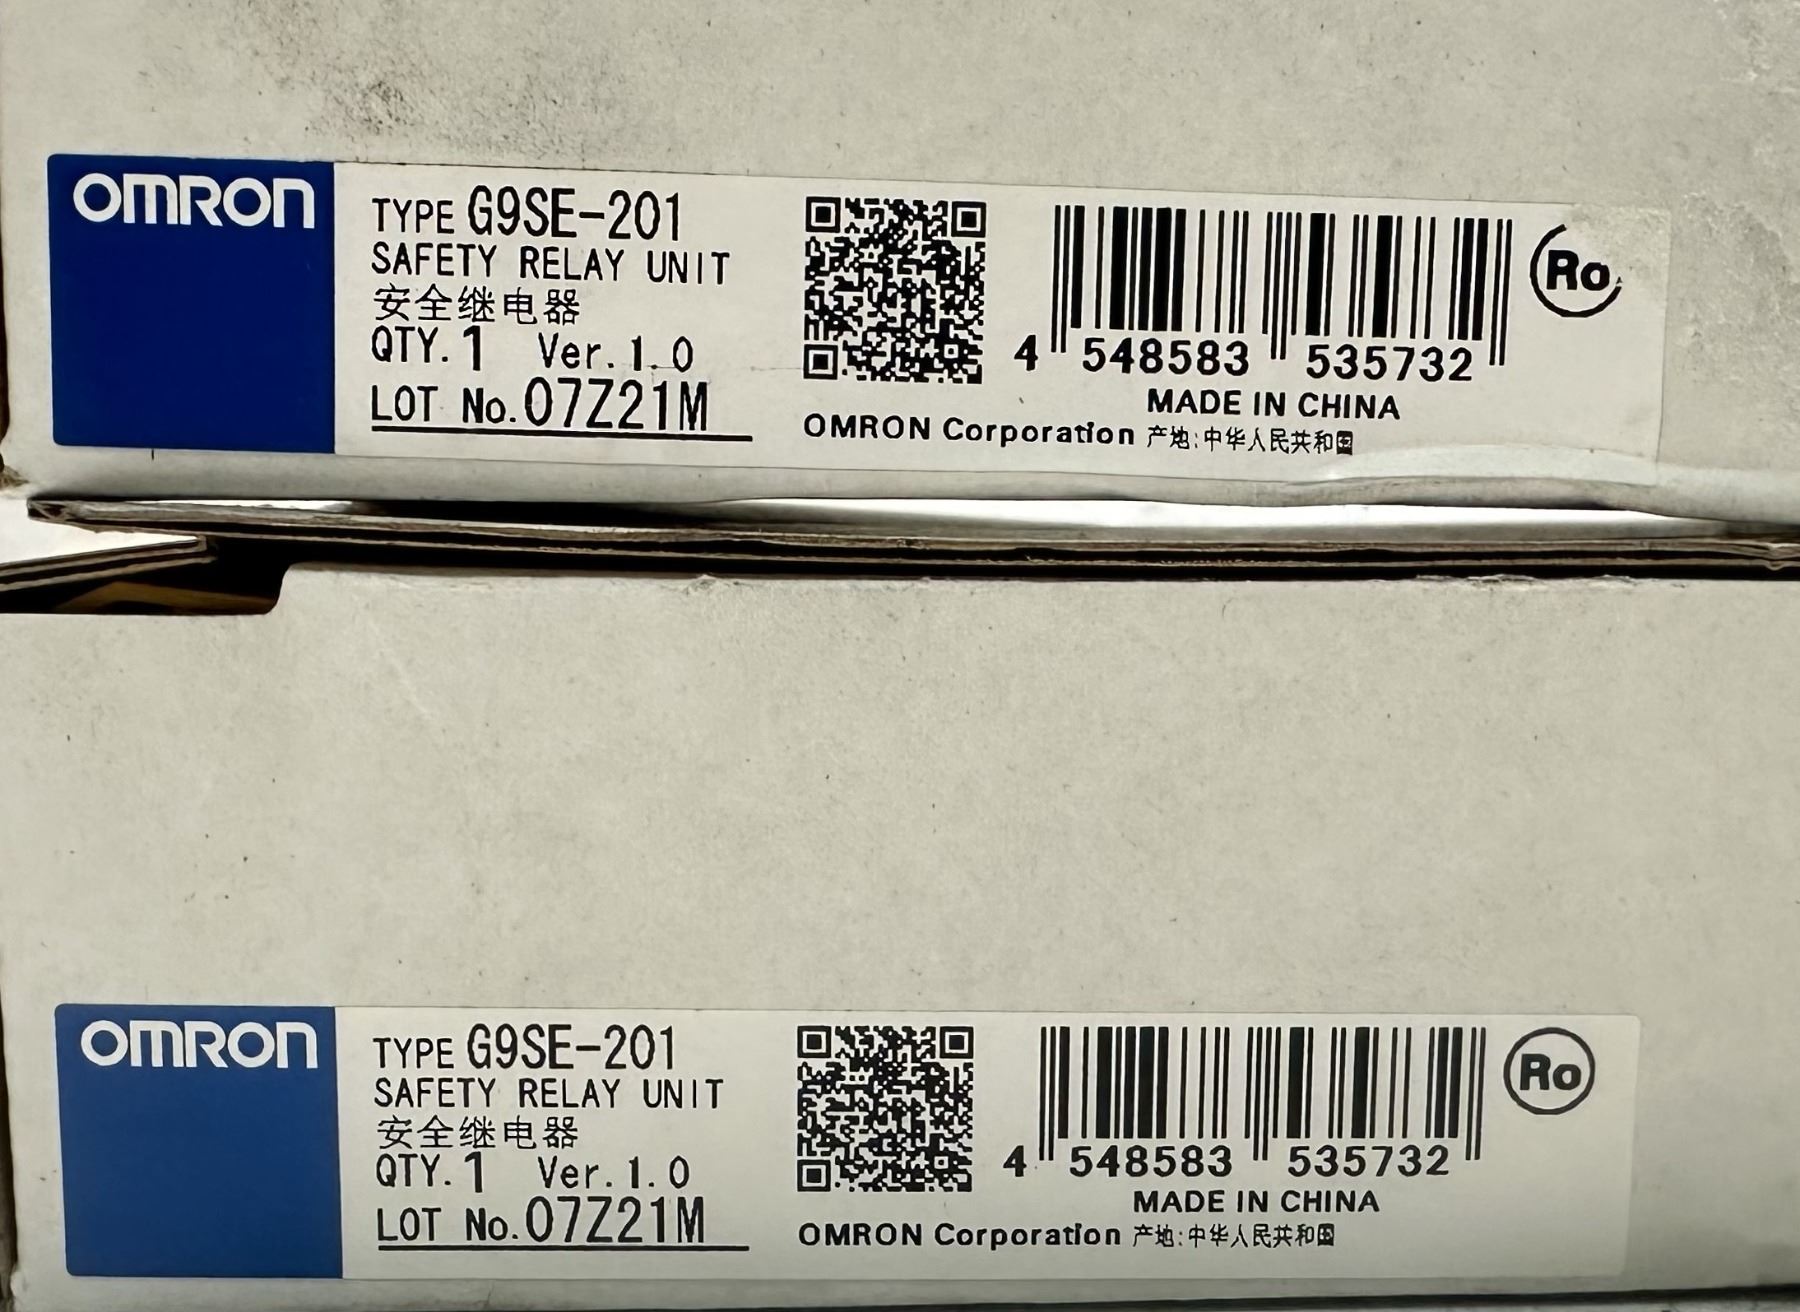 OMRON
TYPE G9SE-201
SAFETY RELAY UNIT
安全继电器
QTY. 1 Ver. 1.0
LOT No. 07Z21M
4 548583 535732
MADE IN CHINA
OMRON Corporation 产地:中华人民共和国
Ro
OMRON
TYPE G9SE-201
SAFETY RELAY UNIT
安全继电器
QTY. 1 Ver. 1.0
LOT No. 07Z21M
4 548583 535732
MADE IN CHINA
OMRON Corporation 产地:中华人民共和国
Ro